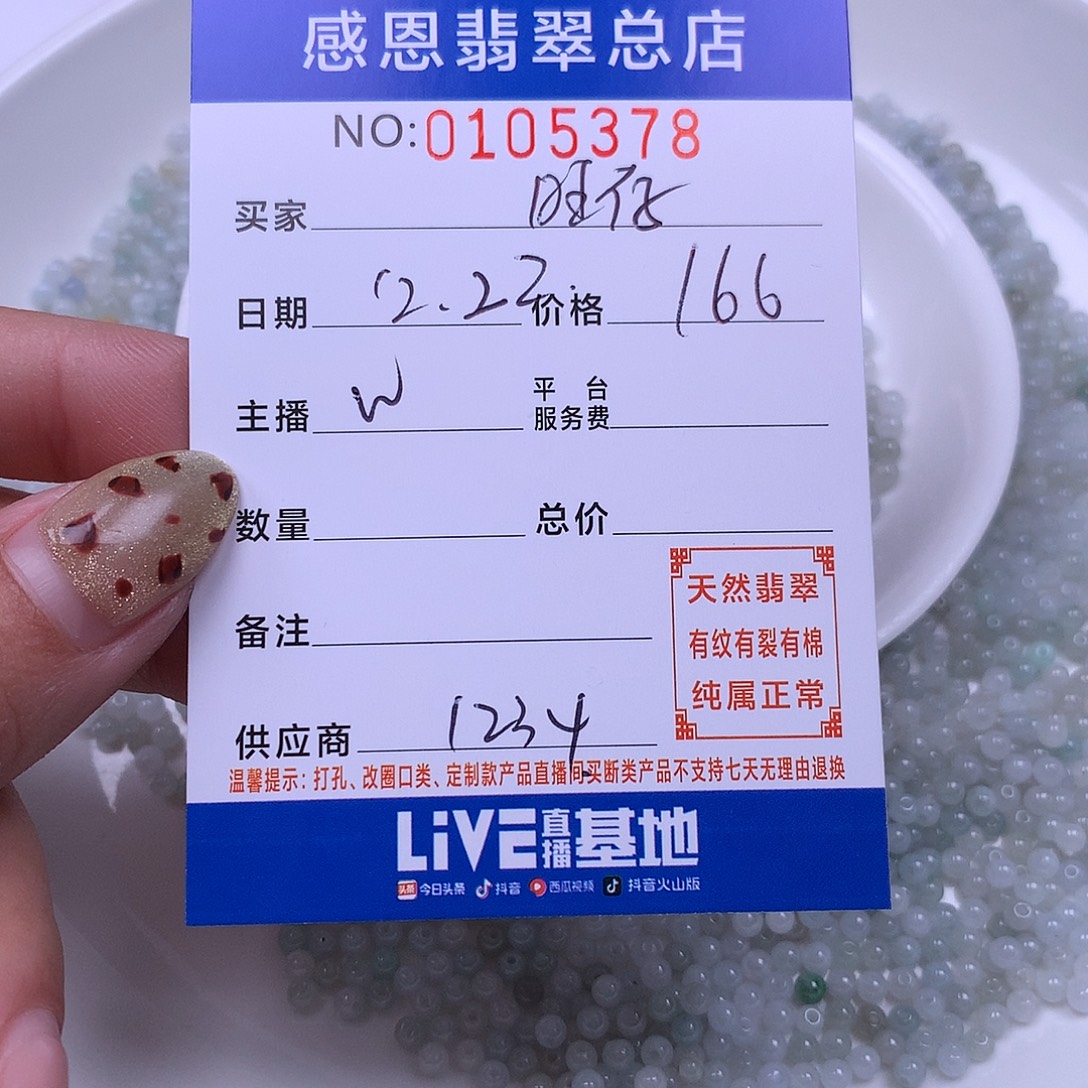 感恩翡翠总店
NO:0105378
买家 旺仔
日期 12.22 价格 166
主播 W 平台服务费
数量 总价
备注
天然翡翠
有纹有裂有棉
纯属正常
供应商 1234
温馨提示：打孔、改圈口类、定制款产品直播间买断类产品不支持七天无理由退换
LiVE直播基地
头条 今日头条 抖音 西瓜视频 抖音火山版